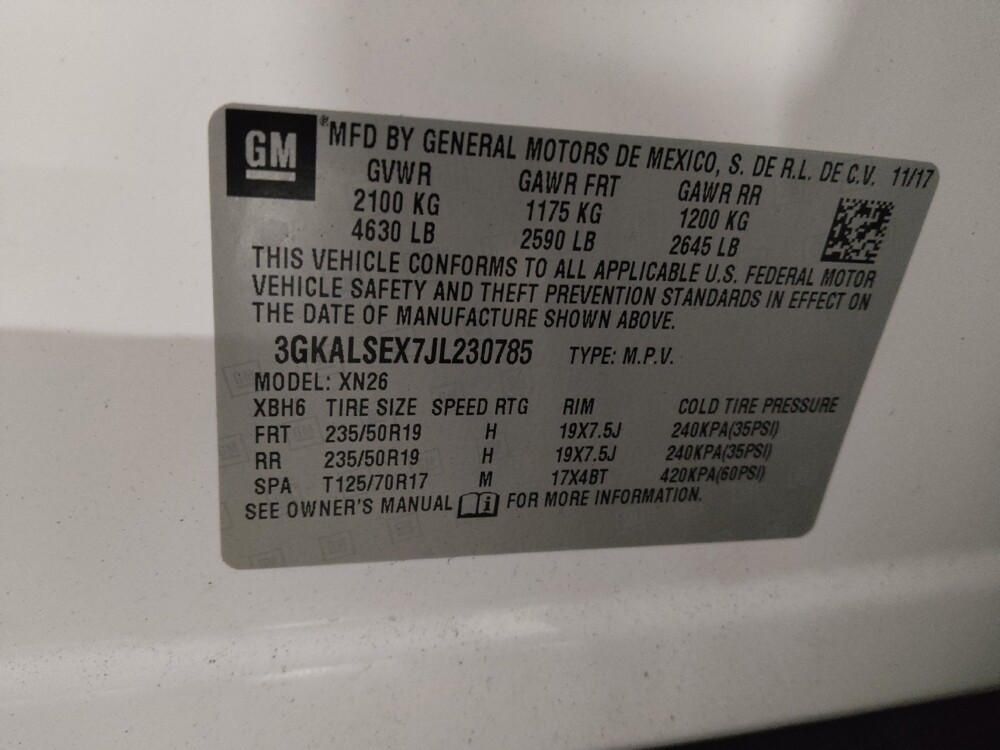 GM
® MFD BY GENERAL MOTORS DE MEXICO, S. DE R.L. DE C.V. 11/17
GVWR GAWR FRT GAWR RR
2100 KG 1175 KG 1200 KG
4630 LB 2590 LB 2645 LB
THIS VEHICLE CONFORMS TO ALL APPLICABLE U.S. FEDERAL MOTOR
VEHICLE SAFETY AND THEFT PREVENTION STANDARDS IN EFFECT ON
THE DATE OF MANUFACTURE SHOWN ABOVE.
3GKALSEX7JL230785 TYPE: M.P.V.
MODEL: XN26
XBH6 TIRE SIZE SPEED RTG RIM COLD TIRE PRESSURE
FRT 235/50R19 H 19X7.5J 240KPA(35PSI)
RR 235/50R19 H 19X7.5J 240KPA(35PSI)
SPA T125/70R17 M 17X4BT 420KPA(60PSI)
SEE OWNER'S MANUAL i FOR MORE INFORMATION.